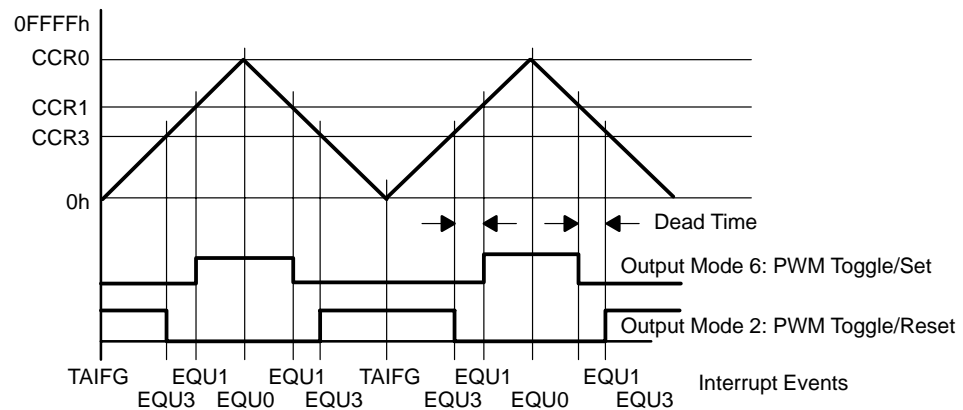 0FFFFh
CCR0
CCR1
CCR3
0h
Dead Time
Output Mode 6: PWM Toggle/Set
Output Mode 2: PWM Toggle/Reset
TAIFG EQU1 EQU1 TAIFG EQU1 EQU1 Interrupt Events
EQU3 EQU0 EQU3 EQU3 EQU0 EQU3